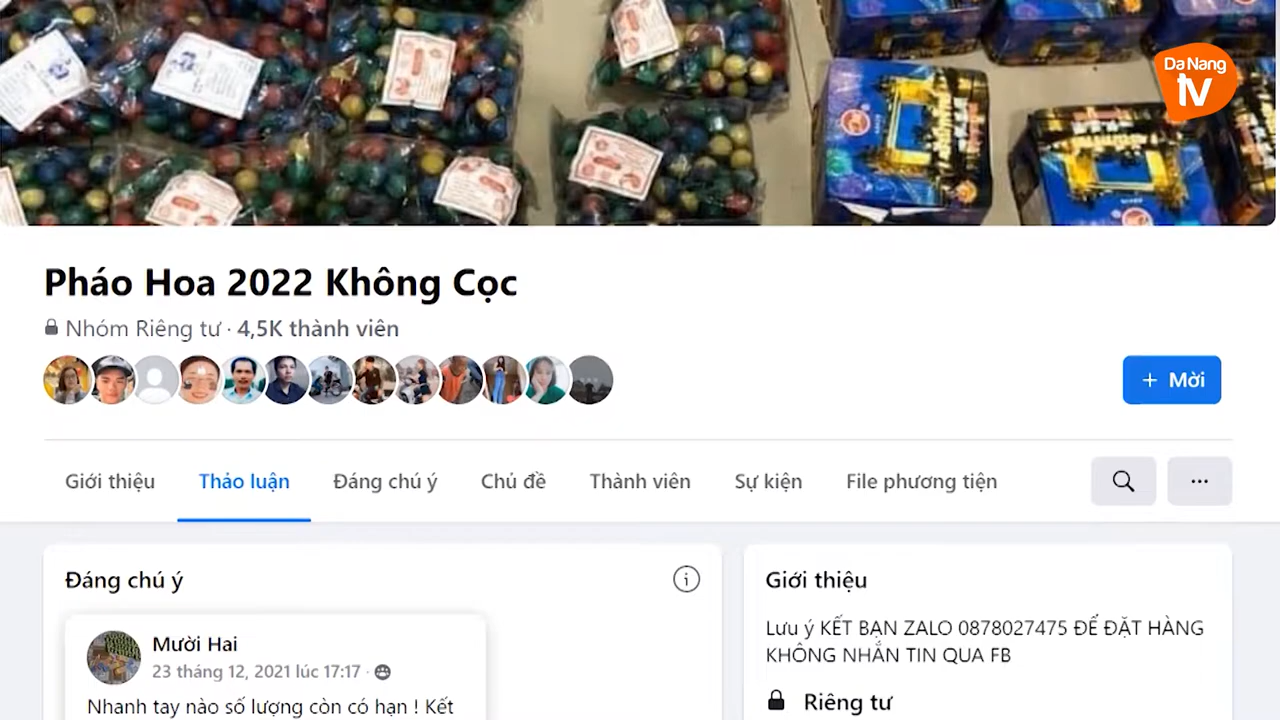 Da Nang
tv
Pháo Hoa 2022 Không Cọc
Nhóm Riêng tư · 4,5K thành viên
+ Mời
Giới thiệu
Thảo luận
Đáng chú ý
Chủ đề
Thành viên
Sự kiện
File phương tiện
Đáng chú ý
Mười Hai
23 tháng 12, 2021 lúc 17:17 ·
Nhanh tay nào số lượng còn có hạn ! Kết
Giới thiệu
Lưu ý KẾT BẠN ZALO 0878027475 ĐỂ ĐẶT HÀNG
KHÔNG NHẮN TIN QUA FB
Riêng tư